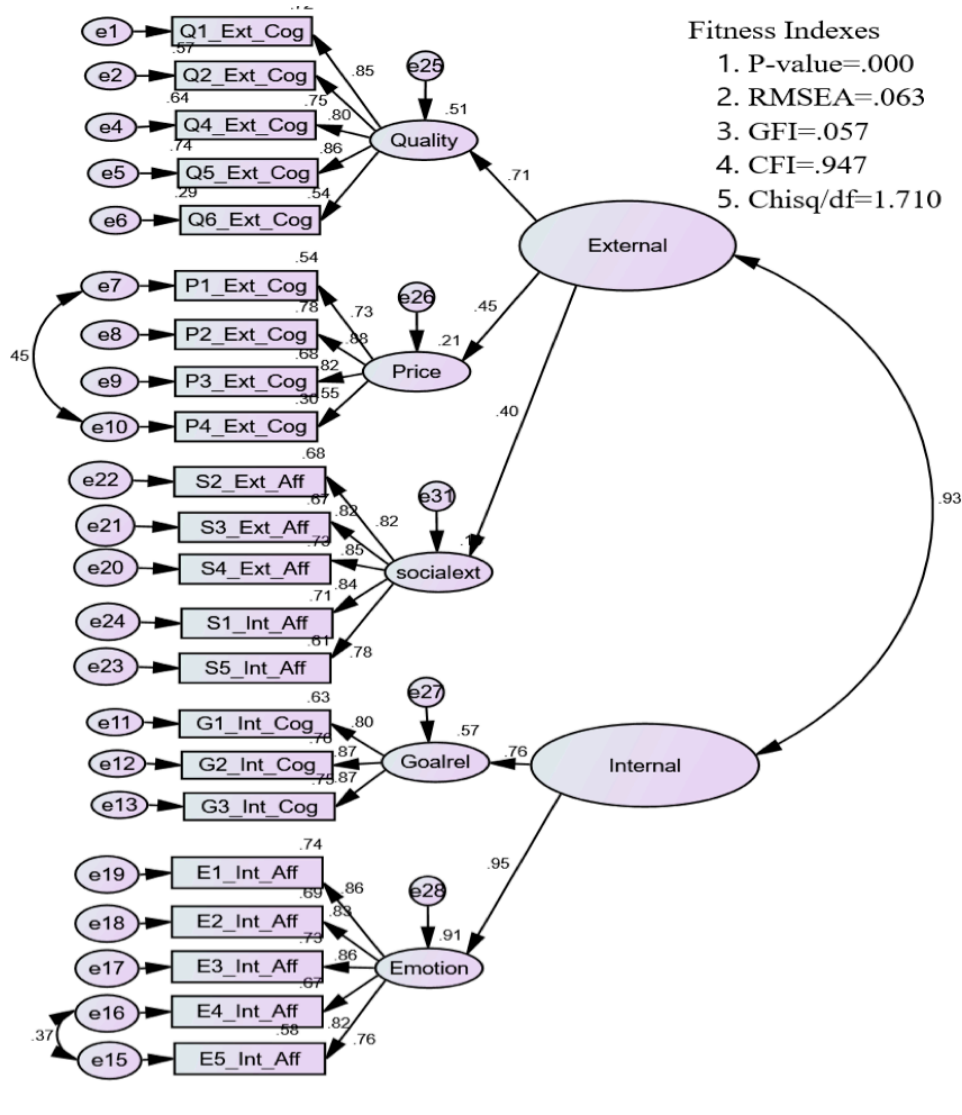 Fitness Indexes
1. P-value=.000
2. RMSEA=.063
3. GFI=.057
4. CFI=.947
5. Chisq/df=1.710
e1
Q1_Ext_Cog
.57
e2
Q2_Ext_Cog
.64
e4
Q4_Ext_Cog
.74
e5
Q5_Ext_Cog
.29
e6
Q6_Ext_Cog
.85
.75
.80
.86
.54
e25
.51
Quality
.71
External
.54
e7
P1_Ext_Cog
.78
e8
P2_Ext_Cog
.68
e9
P3_Ext_Cog
.30
e10
P4_Ext_Cog
45
.73
.88
82
.55
e26
.21
Price
.45
.40
.93
.68
e22
S2_Ext_Aff
.67
e21
S3_Ext_Aff
.73
e20
S4_Ext_Aff
.71
e24
S1_Int_Aff
.61
e23
S5_Int_Aff
.82
.82
.85
.84
.78
e31
socialext
.63
e11
G1_Int_Cog
.76
e12
G2_Int_Cog
.75
e13
G3_Int_Cog
.80
.87
.87
e27
.57
Goalrel
.76
Internal
.95
.74
e19
E1_Int_Aff
.69
e18
E2_Int_Aff
.73
e17
E3_Int_Aff
.67
e16
E4_Int_Aff
.58
e15
E5_Int_Aff
.37
.86
.83
.86
.82
.76
e28
.91
Emotion